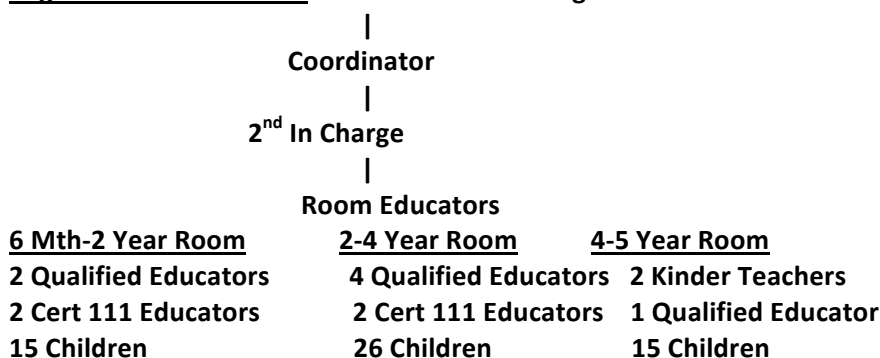 |
Coordinator
|
2nd In Charge
|
Room Educators
6 Mth-2 Year Room 2-4 Year Room 4-5 Year Room
2 Qualified Educators 4 Qualified Educators 2 Kinder Teachers
2 Cert 111 Educators 2 Cert 111 Educators 1 Qualified Educator
15 Children 26 Children 15 Children